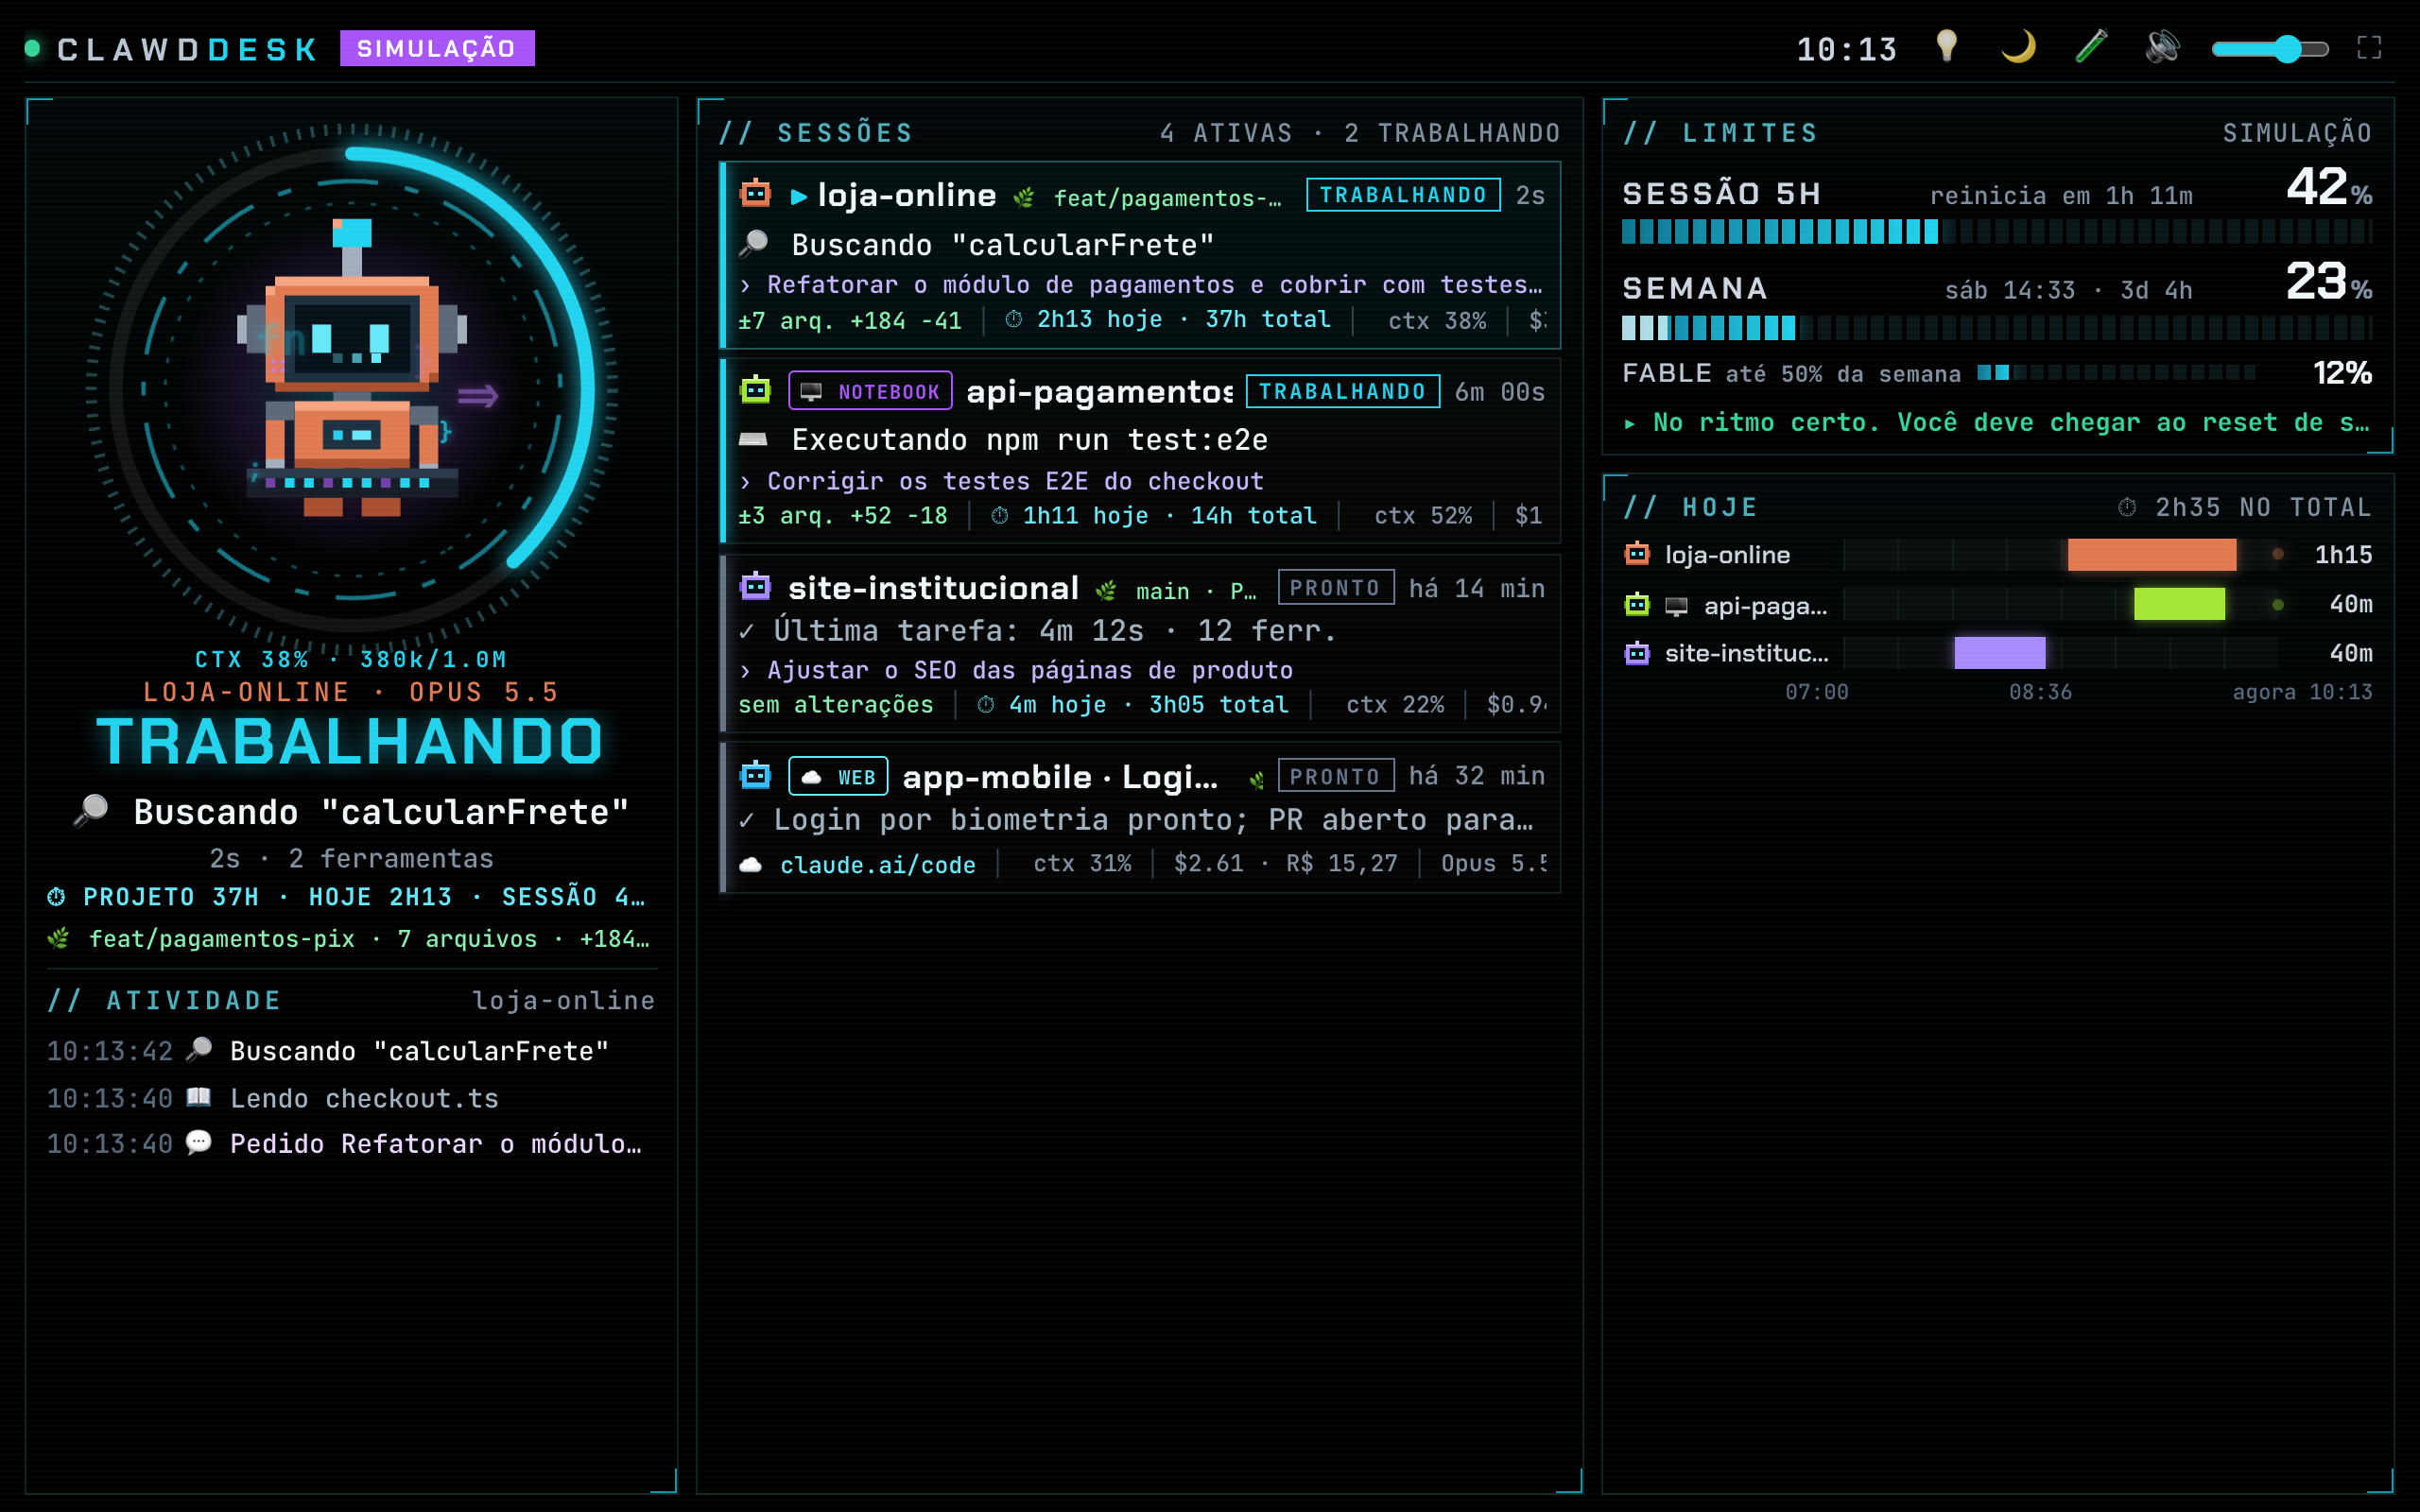 CLAWDDESK SIMULAÇÃO
10:13
CTX 38% · 380k/1.0M
LOJA-ONLINE · OPUS 5.5
TRABALHANDO
Buscando "calcularFrete"
2s · 2 ferramentas
PROJETO 37H · HOJE 2H13 · SESSÃO 4…
feat/pagamentos-pix · 7 arquivos · +184…
// ATIVIDADE loja-online
10:13:42 Buscando "calcularFrete"
10:13:40 Lendo checkout.ts
10:13:40 Pedido Refatorar o módulo…
// SESSÕES 4 ATIVAS · 2 TRABALHANDO
▶ loja-online feat/pagamentos-… TRABALHANDO 2s
Buscando "calcularFrete"
› Refatorar o módulo de pagamentos e cobrir com testes…
±7 arq. +184 -41 2h13 hoje · 37h total ctx 38%
NOTEBOOK api-pagamentos TRABALHANDO 6m 00s
Executando npm run test:e2e
› Corrigir os testes E2E do checkout
±3 arq. +52 -18 1h11 hoje · 14h total ctx 52% $1
site-institucional main · P… PRONTO há 14 min
✓ Última tarefa: 4m 12s · 12 ferr.
› Ajustar o SEO das páginas de produto
sem alterações 4m hoje · 3h05 total ctx 22% $0.9
WEB app-mobile · Logi… PRONTO há 32 min
✓ Login por biometria pronto; PR aberto para…
claude.ai/code ctx 31% $2.61 · R$ 15,27 Opus 5.5
// LIMITES SIMULAÇÃO
SESSÃO 5H reinicia em 1h 11m 42%
SEMANA sáb 14:33 · 3d 4h 23%
FABLE até 50% da semana 12%
▸ No ritmo certo. Você deve chegar ao reset de s…
// HOJE 2h35 NO TOTAL
loja-online 1h15
api-paga… 40m
site-instituc… 40m
07:00 08:36 agora 10:13